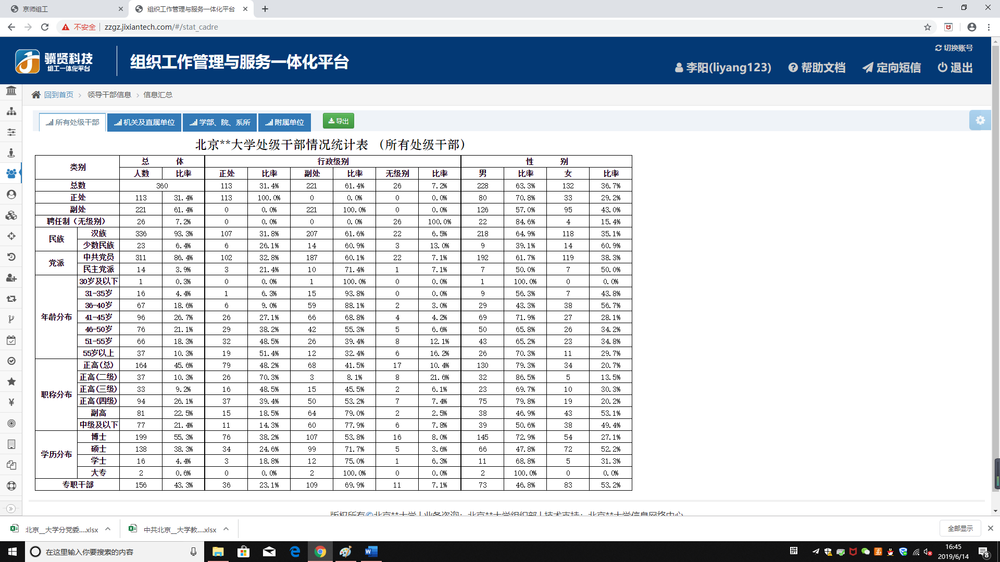 京师组工
组织工作管理与服务一体化平台
不安全 zzgz.jixiantech.com/#/stat_cadre
骥贤科技
组工一体化平台
组织工作管理与服务一体化平台
切换账号
李阳(liyang123) 帮助文档 定向短信 退出
回到首页 领导干部信息 信息汇总
所有处级干部 机关及直属单位 学部、院、系所 附属单位 导出
北京**大学处级干部情况统计表 （所有处级干部）
类别 总 体 行政级别 性 别
人数 比率 正处 比率 副处 比率 无级别 比率 男 比率 女 比率
总数 360 113 31.4% 221 61.4% 26 7.2% 228 63.3% 132 36.7%
正处 113 31.4% 113 100.0% 0 0.0% 0 0.0% 80 70.8% 33 29.2%
副处 221 61.4% 0 0.0% 221 100.0% 0 0.0% 126 57.0% 95 43.0%
聘任制（无级别） 26 7.2% 0 0.0% 0 0.0% 26 100.0% 22 84.6% 4 15.4%
民族 汉族 336 93.3% 107 31.8% 207 61.6% 22 6.5% 218 64.9% 118 35.1%
少数民族 23 6.4% 6 26.1% 14 60.9% 3 13.0% 9 39.1% 14 60.9%
党派 中共党员 311 86.4% 102 32.8% 187 60.1% 22 7.1% 192 61.7% 119 38.3%
民主党派 14 3.9% 3 21.4% 10 71.4% 1 7.1% 7 50.0% 7 50.0%
年龄分布 30岁及以下 1 0.3% 0 0.0% 1 100.0% 0 0.0% 1 100.0% 0 0.0%
31-35岁 16 4.4% 1 6.3% 15 93.8% 0 0.0% 9 56.3% 7 43.8%
36-40岁 67 18.6% 6 9.0% 59 88.1% 2 3.0% 29 43.3% 38 56.7%
41-45岁 96 26.7% 26 27.1% 66 68.8% 4 4.2% 69 71.9% 27 28.1%
46-50岁 76 21.1% 29 38.2% 42 55.3% 5 6.6% 50 65.8% 26 34.2%
51-55岁 66 18.3% 32 48.5% 26 39.4% 8 12.1% 43 65.2% 23 34.8%
55岁以上 37 10.3% 19 51.4% 12 32.4% 6 16.2% 26 70.3% 11 29.7%
职称分布 正高(总) 164 45.6% 79 48.2% 68 41.5% 17 10.4% 130 79.3% 34 20.7%
正高(二级) 37 10.3% 26 70.3% 3 8.1% 8 21.6% 32 86.5% 5 13.5%
正高(三级) 33 9.2% 16 48.5% 15 45.5% 2 6.1% 23 69.7% 10 30.3%
正高(四级) 94 26.1% 37 39.4% 50 53.2% 7 7.4% 75 79.8% 19 20.2%
副高 81 22.5% 15 18.5% 64 79.0% 2 2.5% 38 46.9% 43 53.1%
中级及以下 77 21.4% 11 14.3% 60 77.9% 6 7.8% 39 50.6% 38 49.4%
学历分布 博士 199 55.3% 76 38.2% 107 53.8% 16 8.0% 145 72.9% 54 27.1%
硕士 138 38.3% 34 24.6% 99 71.7% 5 3.6% 66 47.8% 72 52.2%
学士 16 4.4% 3 18.8% 12 75.0% 1 6.3% 11 68.8% 5 31.3%
大专 2 0.6% 0 0.0% 2 100.0% 0 0.0% 2 100.0% 0 0.0%
专职干部 156 43.3% 36 23.1% 109 69.9% 11 7.1% 73 46.8% 83 53.2%
版权所有©北京**大学 | 业务咨询：北京**大学组织部 | 技术支持：北京**大学信息网络中心
北京__大学分党委....xlsx 中共北京__大学教....xlsx 全部显示
在这里输入你要搜索的内容
拼
16:45
2019/6/14
8